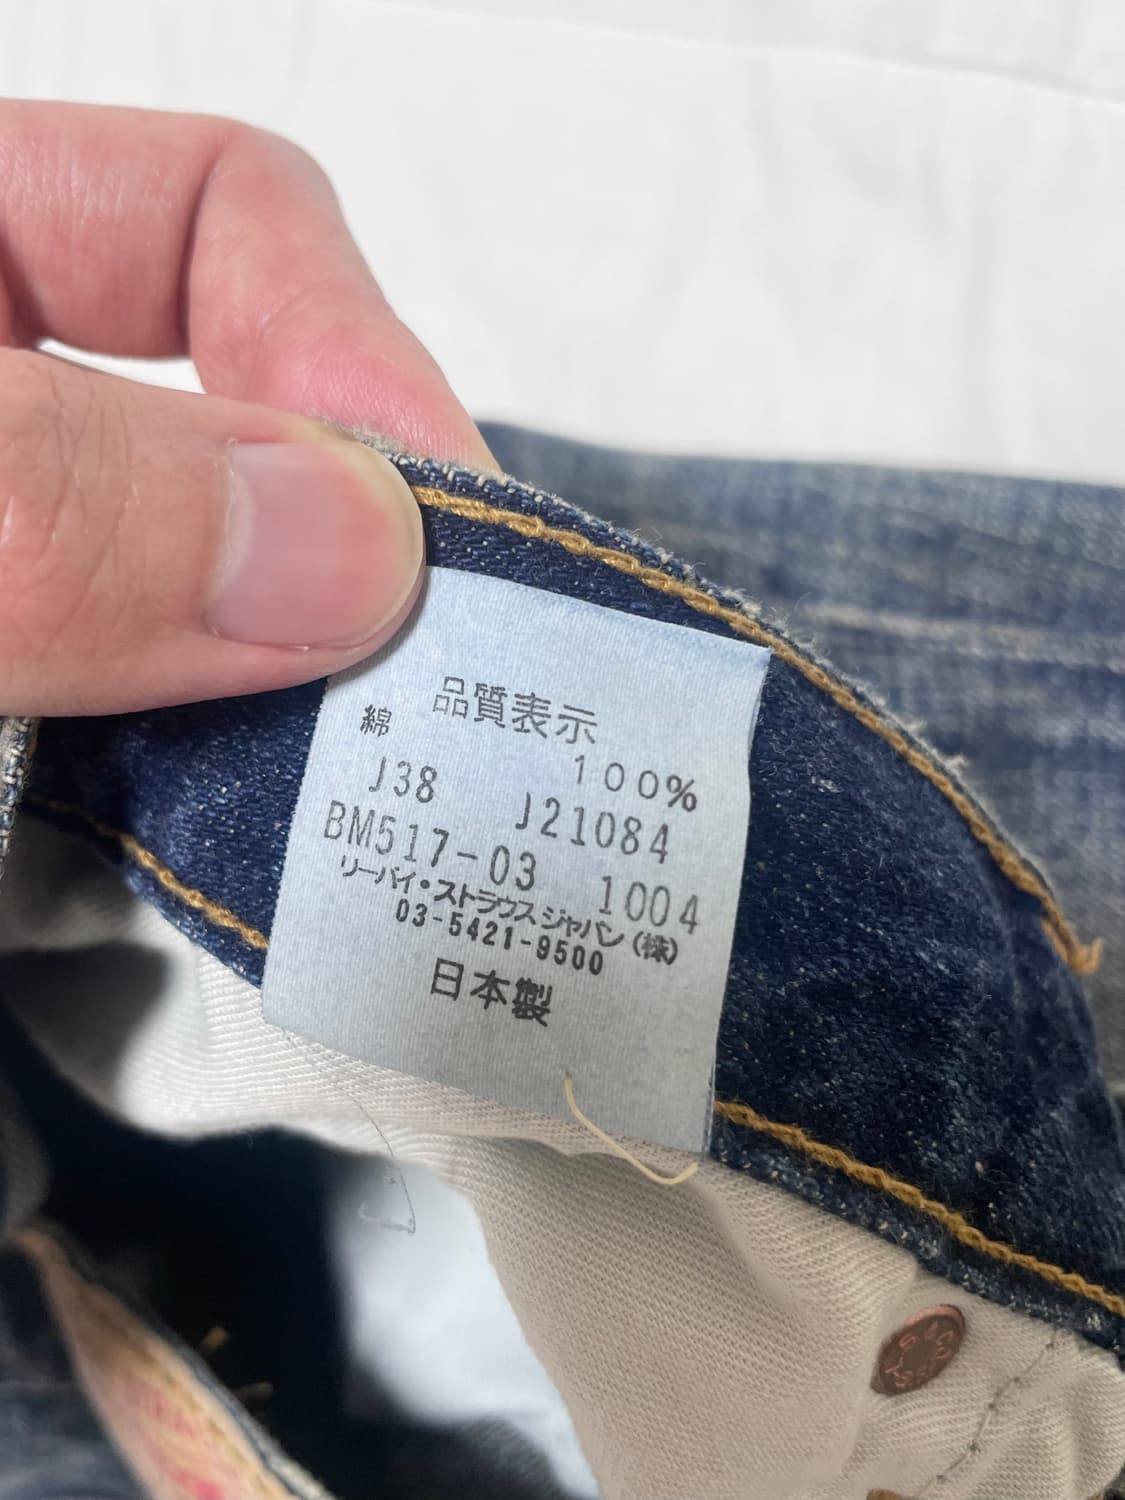 品質表示
綿 100%
J38 J21084
BM517-03 1004
リーバイ・ストラウス ジャパン(株)
03-5421-9500
日本製